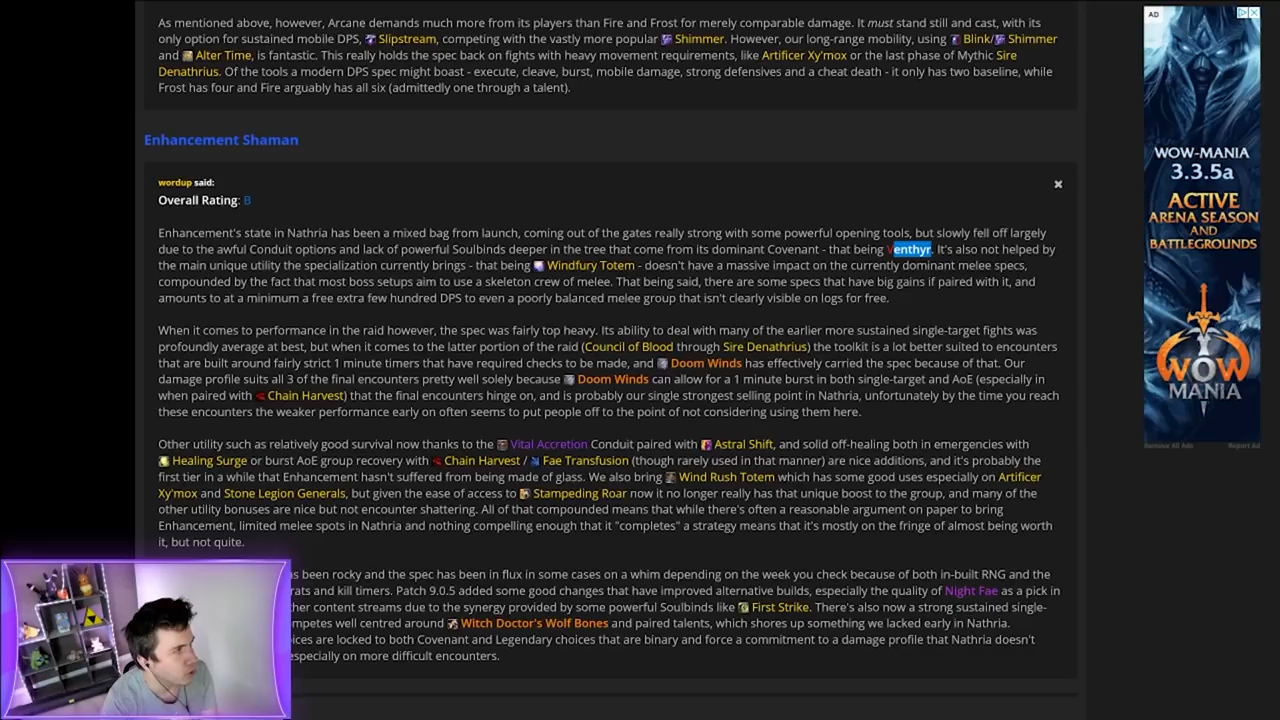 As mentioned above, however, Arcane demands much more from its players than Fire and Frost for merely comparable damage. It must stand still and cast, with its
only option for sustained mobile DPS, Slipstream, competing with the vastly more popular Shimmer. However, our long-range mobility, using Blink/ Shimmer
and Alter Time, is fantastic. This really holds the spec back on fights with heavy movement requirements, like Artificer Xy'mox or the last phase of Mythic Sire
Denathrius. Of the tools a modern DPS spec might boast - execute, cleave, burst, mobile damage, strong defensives and a cheat death - it only has two baseline, while
Frost has four and Fire arguably has all six (admittedly one through a talent).
Enhancement Shaman
wordup said:
Overall Rating: B
Enhancement's state in Nathria has been a mixed bag from launch, coming out of the gates really strong with some powerful opening tools, but slowly fell off largely
due to the awful Conduit options and lack of powerful Soulbinds deeper in the tree that come from its dominant Covenant - that being Venthyr. It's also not helped by
the main unique utility the specialization currently brings - that being Windfury Totem - doesn't have a massive impact on the currently dominant melee specs,
compounded by the fact that most boss setups aim to use a skeleton crew of melee. That being said, there are some specs that have big gains if paired with it, and
amounts to at a minimum a free extra few hundred DPS to even a poorly balanced melee group that isn't clearly visible on logs for free.
When it comes to performance in the raid however, the spec was fairly top heavy. Its ability to deal with many of the earlier more sustained single-target fights was
profoundly average at best, but when it comes to the latter portion of the raid (Council of Blood through Sire Denathrius) the toolkit is a lot better suited to encounters
that are built around fairly strict 1 minute timers that have required checks to be made, and Doom Winds has effectively carried the spec because of that. Our
damage profile suits all 3 of the final encounters pretty well solely because Doom Winds can allow for a 1 minute burst in both single-target and AoE (especially in
when paired with Chain Harvest) that the final encounters hinge on, and is probably our single strongest selling point in Nathria, unfortunately by the time you reach
these encounters the weaker performance early on often seems to put people off to the point of not considering using them here.
Other utility such as relatively good survival now thanks to the Vital Accretion Conduit paired with Astral Shift, and solid off-healing both in emergencies with
Healing Surge or burst AoE group recovery with Chain Harvest / Fae Transfusion (though rarely used in that manner) are nice additions, and it's probably the
first tier in a while that Enhancement hasn't suffered from being made of glass. We also bring Wind Rush Totem which has some good uses especially on Artificer
Xy'mox and Stone Legion Generals, but given the ease of access to Stampeding Roar now it no longer really has that unique boost to the group, and many of the
other utility bonuses are nice but not encounter shattering. All of that compounded means that while there's often a reasonable argument on paper to bring
Enhancement, limited melee spots in Nathria and nothing compelling enough that it "completes" a strategy means that it's mostly on the fringe of almost being worth
it, but not quite.
s been rocky and the spec has been in flux in some cases on a whim depending on the week you check because of both in-built RNG and the
rats and kill timers. Patch 9.0.5 added some good changes that have improved alternative builds, especially the quality of Night Fae as a pick in
her content streams due to the synergy provided by some powerful Soulbinds like First Strike. There's also now a strong sustained single-
mpetes well centred around Witch Doctor's Wolf Bones and paired talents, which shores up something we lacked early in Nathria.
ices are locked to both Covenant and Legendary choices that are binary and force a commitment to a damage profile that Nathria doesn't
especially on more difficult encounters.
AD
WOW-MANIA
3.3.5a
ACTIVE
ARENA SEASON
AND
BATTLEGROUNDS
WOW
MANIA
Remove All Ads
Report Ad